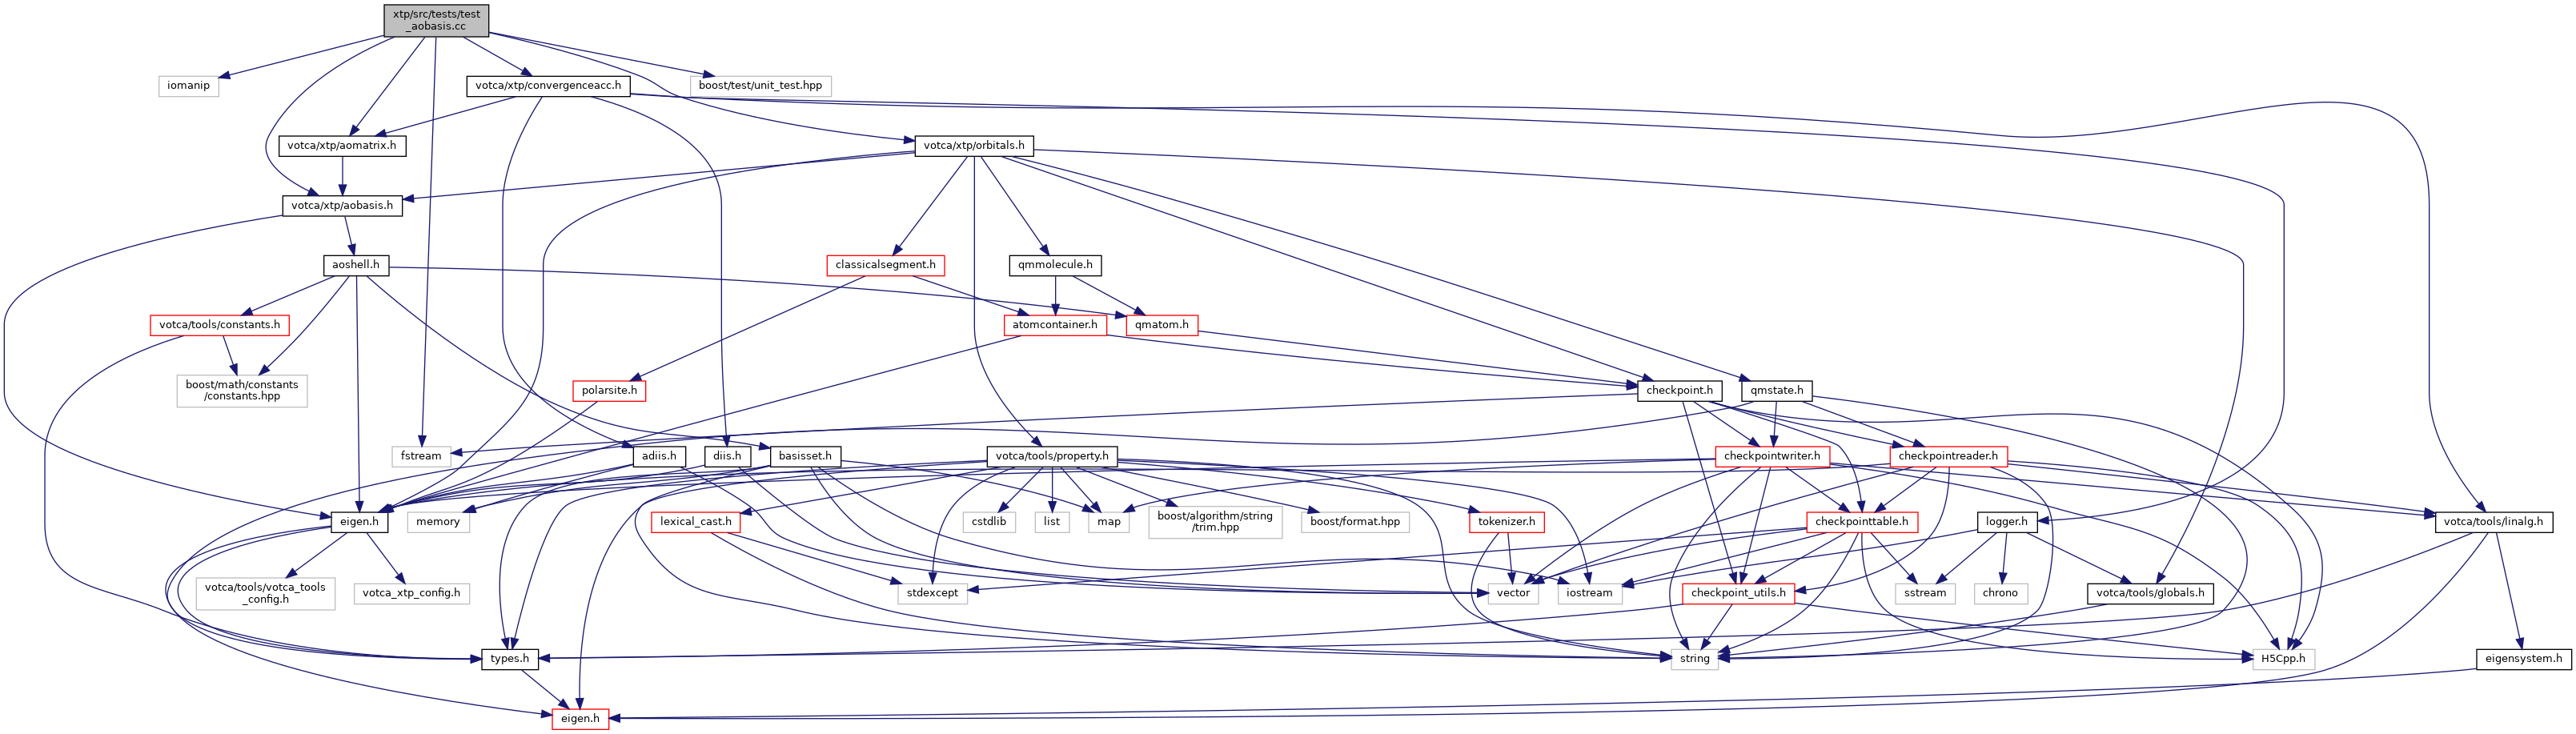 xtp/src/tests/test
_aobasis.cc
iomanip
votca/xtp/convergenceacc.h
boost/test/unit_test.hpp
votca/xtp/aomatrix.h
votca/xtp/orbitals.h
votca/xtp/aobasis.h
aoshell.h
classicalsegment.h
qmmolecule.h
votca/tools/constants.h
atomcontainer.h
qmatom.h
boost/math/constants
/constants.hpp
polarsite.h
checkpoint.h
qmstate.h
fstream
adiis.h
diis.h
basisset.h
votca/tools/property.h
checkpointwriter.h
checkpointreader.h
eigen.h
memory
lexical_cast.h
cstdlib
list
map
boost/algorithm/string
/trim.hpp
boost/format.hpp
tokenizer.h
checkpointtable.h
logger.h
votca/tools/linalg.h
votca/tools/votca_tools
_config.h
votca_xtp_config.h
stdexcept
vector
iostream
checkpoint_utils.h
sstream
chrono
votca/tools/globals.h
types.h
string
H5Cpp.h
eigensystem.h
eigen.h